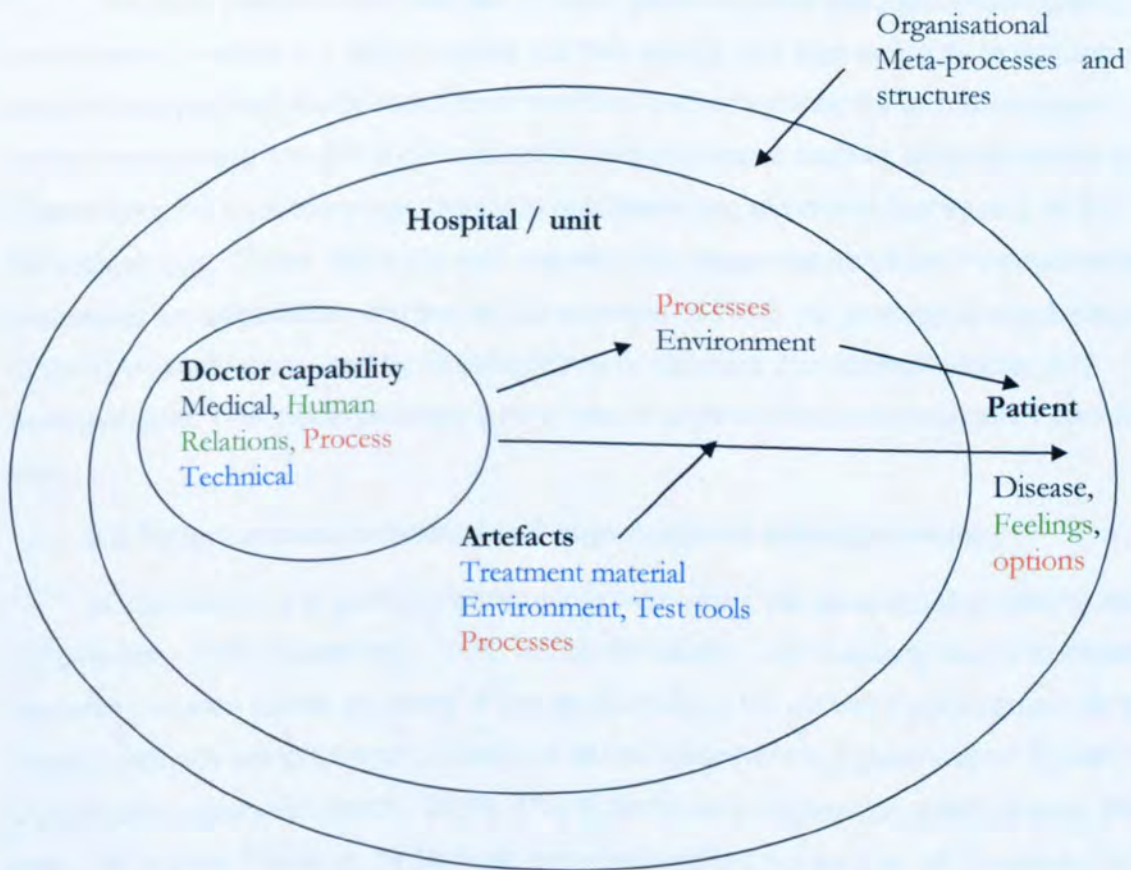 Organisational
Meta-processes and
structures
Hospital / unit
Processes
Environment
Doctor capability
Medical, Human
Relations, Process
Technical
Patient
Disease,
Feelings,
options
Artefacts
Treatment material
Environment, Test tools
Processes